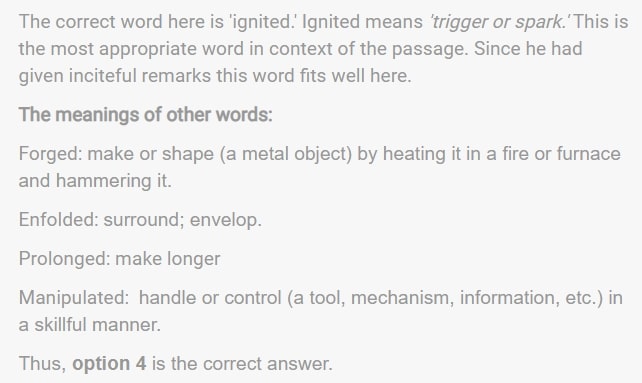 The correct word here is 'ignited.' Ignited means 'trigger or spark.' This is
the most appropriate word in context of the passage. Since he had
given inciteful remarks this word fits well here.
The meanings of other words:
Forged: make or shape (a metal object) by heating it in a fire or furnace
and hammering it.
Enfolded: surround; envelop.
Prolonged: make longer
Manipulated:  handle or control (a tool, mechanism, information, etc.) in
a skillful manner.
Thus, option 4 is the correct answer.